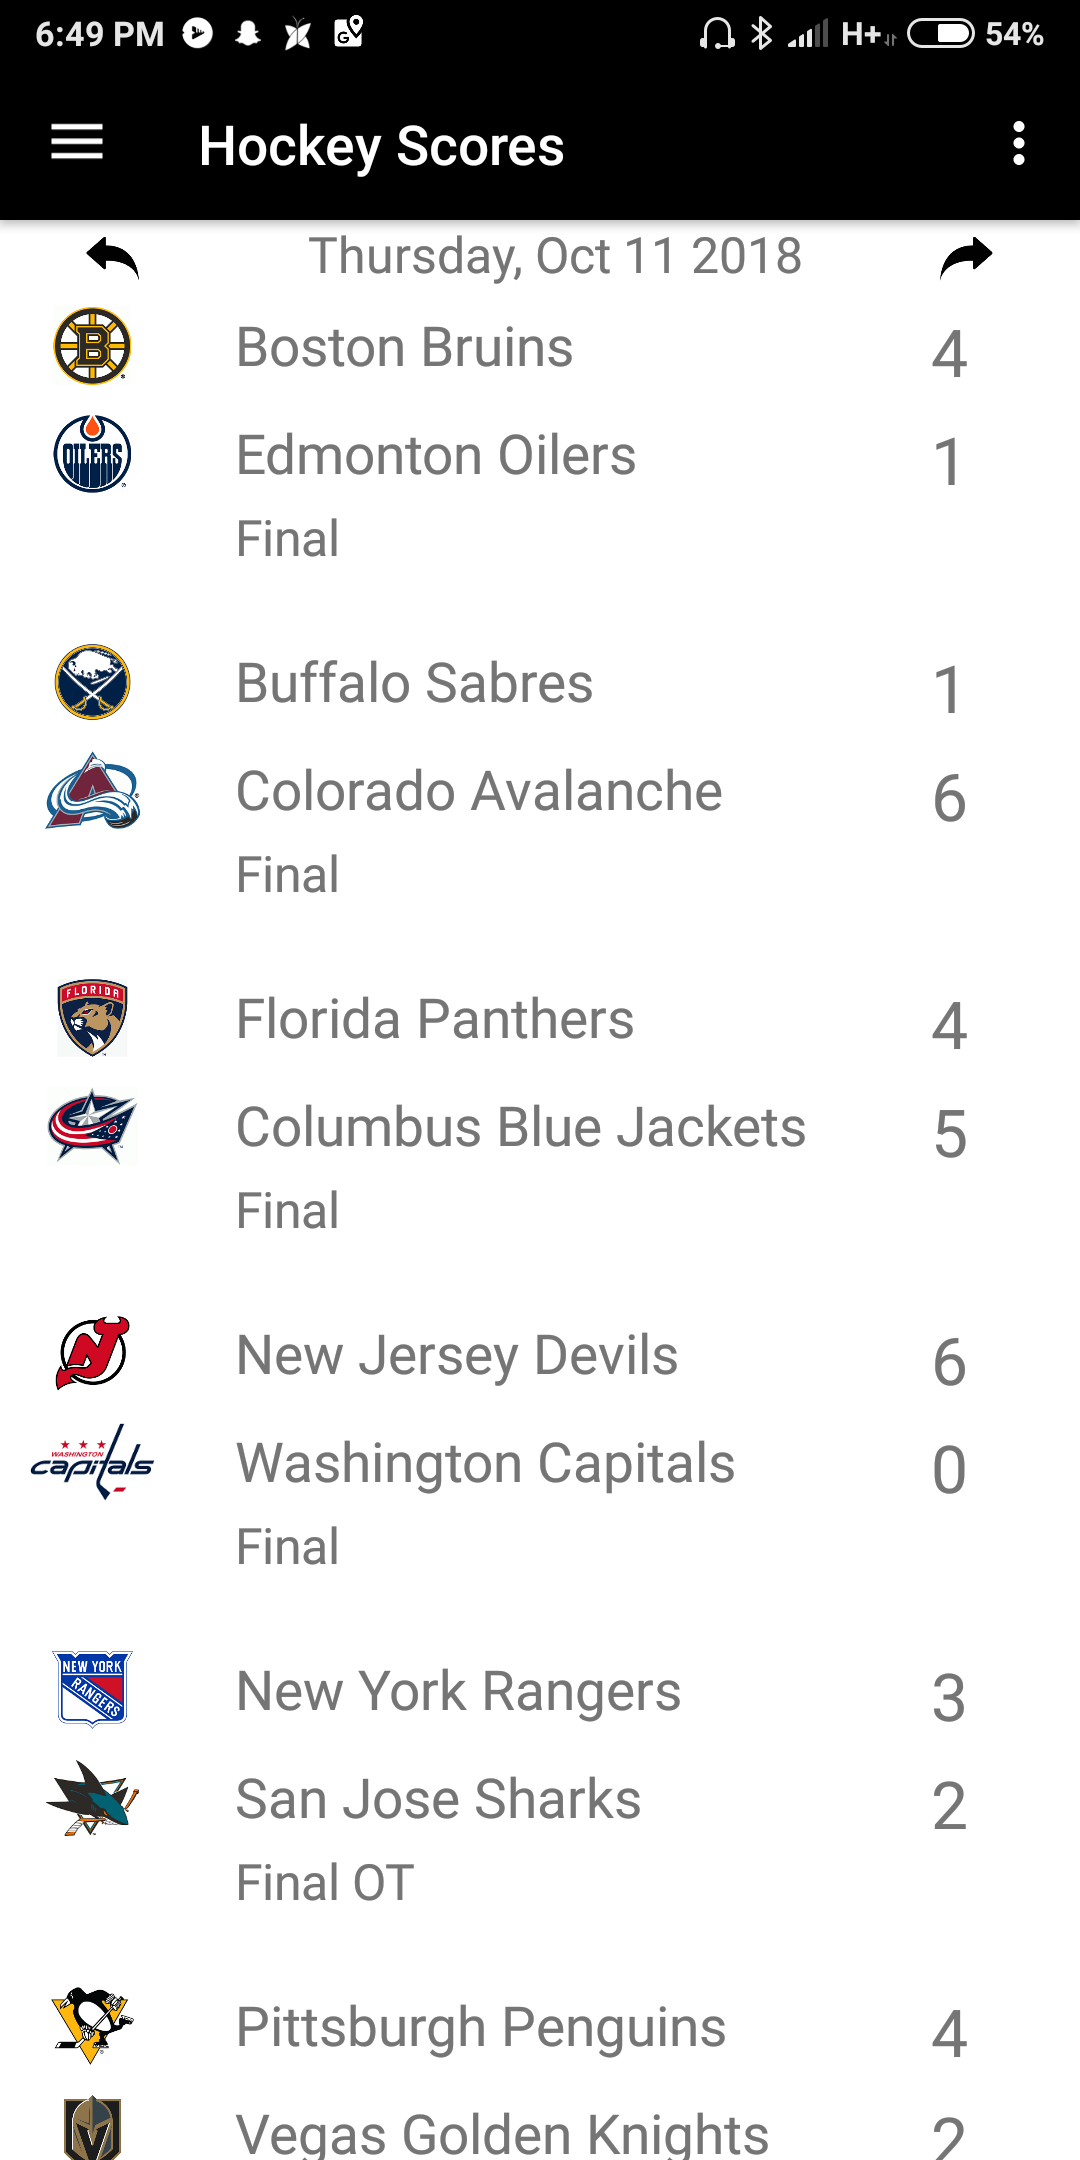 6:49 PM H+ 54%
Hockey Scores
Thursday, Oct 11 2018
B Boston Bruins 4
OILERS Edmonton Oilers 1
Final
Buffalo Sabres 1
A Colorado Avalanche 6
Final
FLORIDA Florida Panthers 4
Columbus Blue Jackets 5
Final
NJ New Jersey Devils 6
WASHINGTON capitals Washington Capitals 0
Final
NEW YORK RANGERS New York Rangers 3
San Jose Sharks 2
Final OT
Pittsburgh Penguins 4
Vegas Golden Knights 2